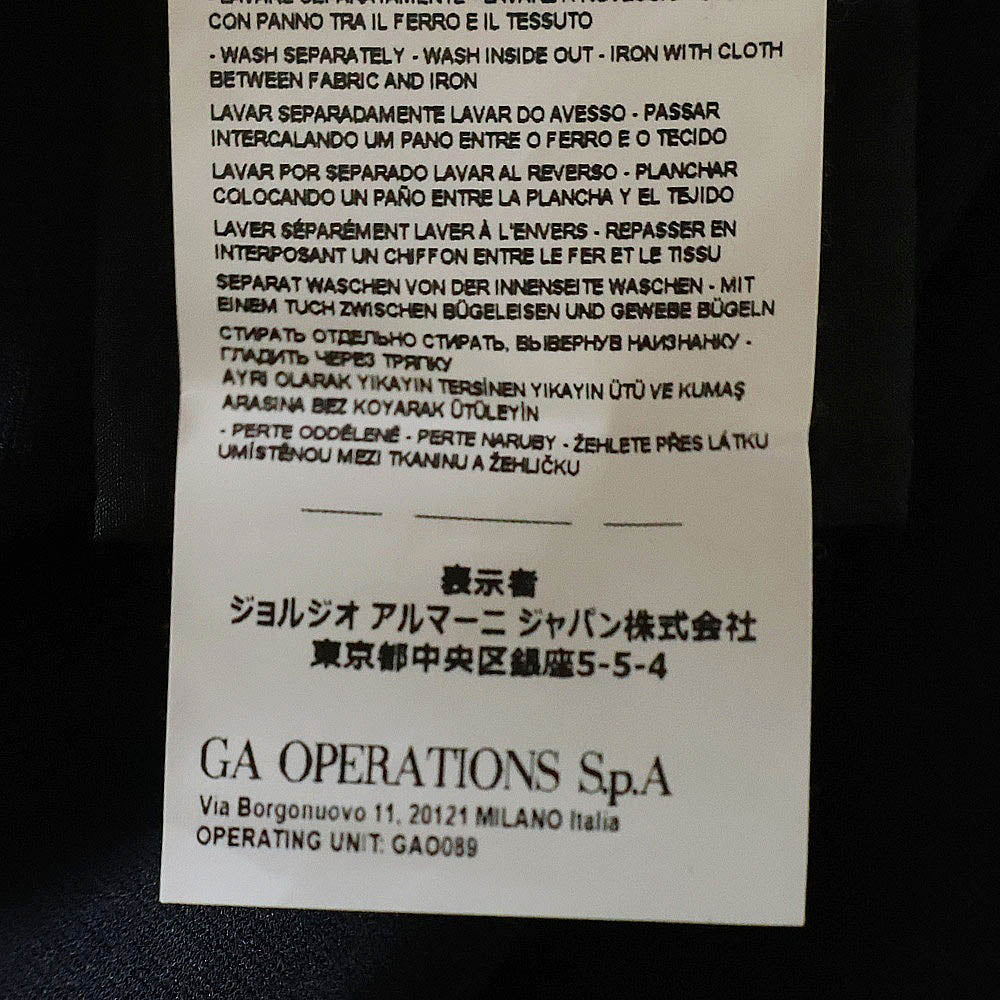 CON PANNO TRA IL FERRO E IL TESSUTO
- WASH SEPARATELY - WASH INSIDE OUT - IRON WITH CLOTH
BETWEEN FABRIC AND IRON
LAVAR SEPARADAMENTE LAVAR DO AVESSO - PASSAR
INTERCALANDO UM PANO ENTRE O FERRO E O TECIDO
LAVAR POR SEPARADO LAVAR AL REVERSO - PLANCHAR
COLOCANDO UN PAÑO ENTRE LA PLANCHA Y EL TEJIDO
LAVER SÉPARÉMENT LAVER À L'ENVERS - REPASSER EN
INTERPOSANT UN CHIFFON ENTRE LE FER ET LE TISSU
SEPARAT WASCHEN VON DER INNENSEITE WASCHEN - MIT
EINEM TUCH ZWISCHEN BÜGELEISEN UND GEWEBE BÜGELN
СТИРАТЬ ОТДЕЛЬНО СТИРАТЬ, ВЫВЕРНУВ НАИЗНАНКУ -
ГЛАДИТЬ ЧЕРЕЗ ТРЯПКУ
AYRI OLARAK YIKAYIN TERSİNEN YIKAYIN ÜTÜ VE KUMAŞ
ARASINA BEZ KOYARAK ÜTÜLEYİN
- PERTE ODDĚLENĚ - PERTE NARUBY - ŽEHLETE PŘES LÁTKU
UMÍSTĚNOU MEZI TKANINU A ŽEHLIČKU
表示者
ジョルジオ アルマーニ ジャパン株式会社
東京都中央区銀座5-5-4
GA OPERATIONS S.p.A
Via Borgonuovo 11, 20121 MILANO Italia
OPERATING UNIT: GAO089